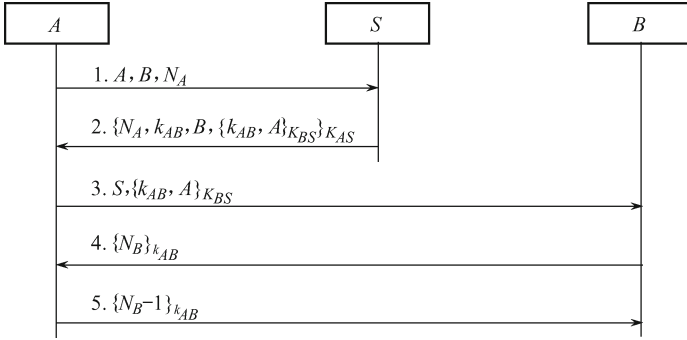 A S B
1. A, B, N_A
2. {N_A, k_AB, B, {k_AB, A}_K_BS}_K_AS
3. S, {k_AB, A}_K_BS
4. {N_B}_k_AB
5. {N_B-1}_k_AB